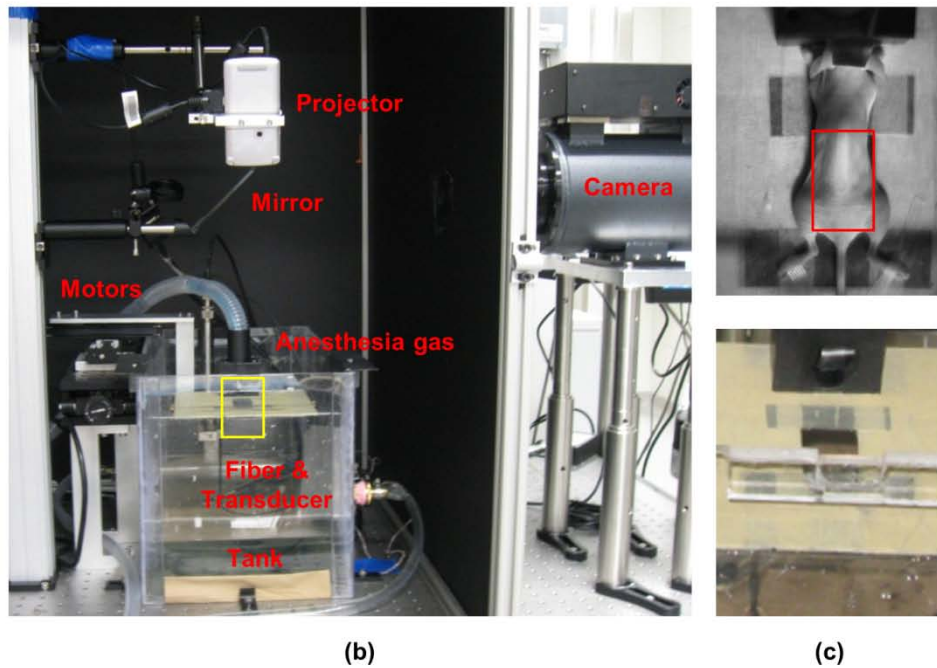 Projector
Camera
Mirror
Motors
Anesthesia gas
Fiber &
Transducer
Tank
(b)
(c)